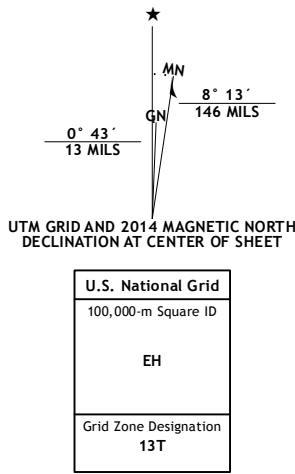 ★
MN
8° 13´
146 MILS
GN
0° 43´
13 MILS
UTM GRID AND 2014 MAGNETIC NORTH
DECLINATION AT CENTER OF SHEET
U.S. National Grid
100,000-m Square ID
EH
Grid Zone Designation
13T